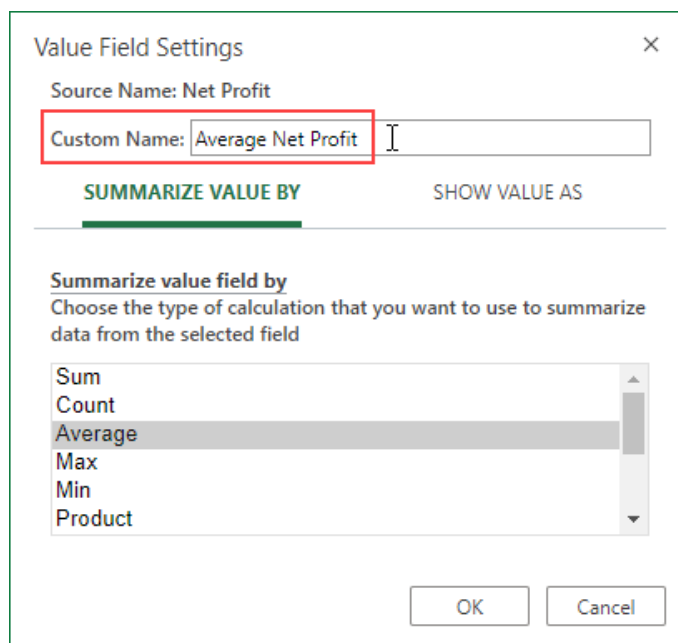 Value Field Settings
Source Name: Net Profit
Custom Name: Average Net Profit
SUMMARIZE VALUE BY SHOW VALUE AS
Summarize value field by
Choose the type of calculation that you want to use to summarize
data from the selected field
Sum
Count
Average
Max
Min
Product
OK Cancel